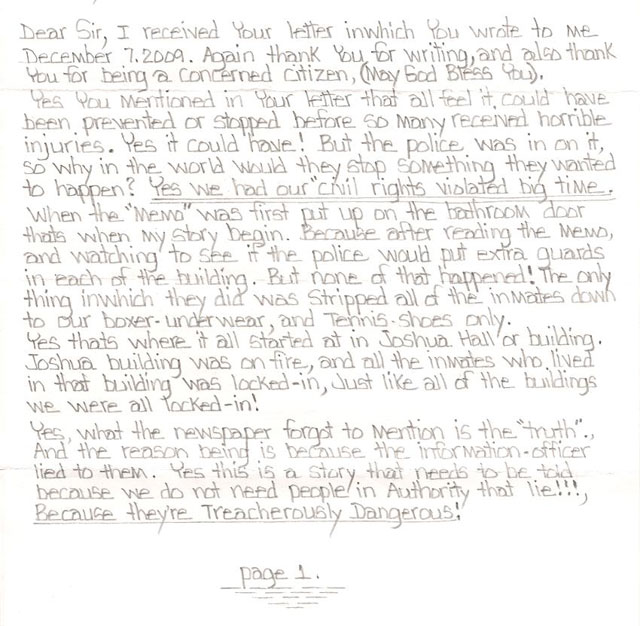 Dear Sir, I received Your letter inwhich You wrote to me
December 7.2009. Again thank You for writing, and also thank
You for being a concerned citizen, (May God Bless You).
Yes You Mentioned in Your letter that all feel it, could have
been prevented or stopped before so many received horrible
injuries. Yes it could have! But the police was in on it,
so why in the world would they stop something they wanted
to happen? Yes we had our "civil rights violated big time.
When the "Memo" was first put up on the bathroom door
thats when my story begin. Because after reading the Memo,
and watching to see if the police would put extra guards
in each of the building. But none of that happened! The only
thing inwhich they did was Stripped all of the inmates down
to our boxer-underwear, and Tennis-shoes only.
Yes thats where it all started at in Joshua Hall or building.
Joshua building was on-fire, and all the inmates who lived
in that building was locked-in, Just like all of the buildings
we were all locked-in!
Yes, what the newspaper forgot to Mention is the "truth".,
And the reason being is because the information-officer
lied to them. Yes this is a story that needs to be told
because we do not need people in Authority that lie!!!,
Because they're Treacherously Dangerous!
page 1.